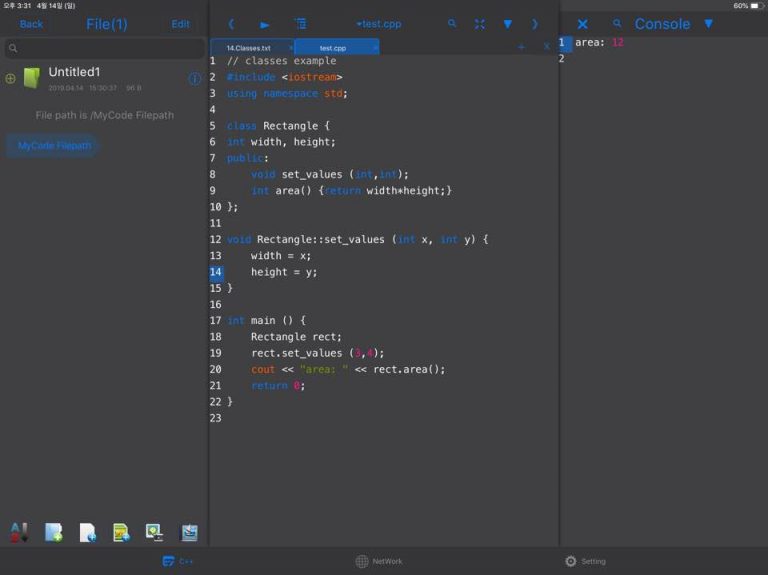 오후 3:31 4월 14일 (일)
60%
Back File(1) Edit
Untitled1
2019.04.14 15:30:37 96 B
File path is /MyCode Filepath
MyCode Filepath
test.cpp
14.Classes.txt × test.cpp ×
+ X
1 // classes example
2 #include <iostream>
3 using namespace std;
4
5 class Rectangle {
6 int width, height;
7 public:
8     void set_values (int,int);
9     int area() {return width*height;}
10 };
11
12 void Rectangle::set_values (int x, int y) {
13     width = x;
14     height = y;
15 }
16
17 int main () {
18     Rectangle rect;
19     rect.set_values (3,4);
20     cout << "area: " << rect.area();
21     return 0;
22 }
23
Console
1 area: 12
2
C++
NetWork
Setting